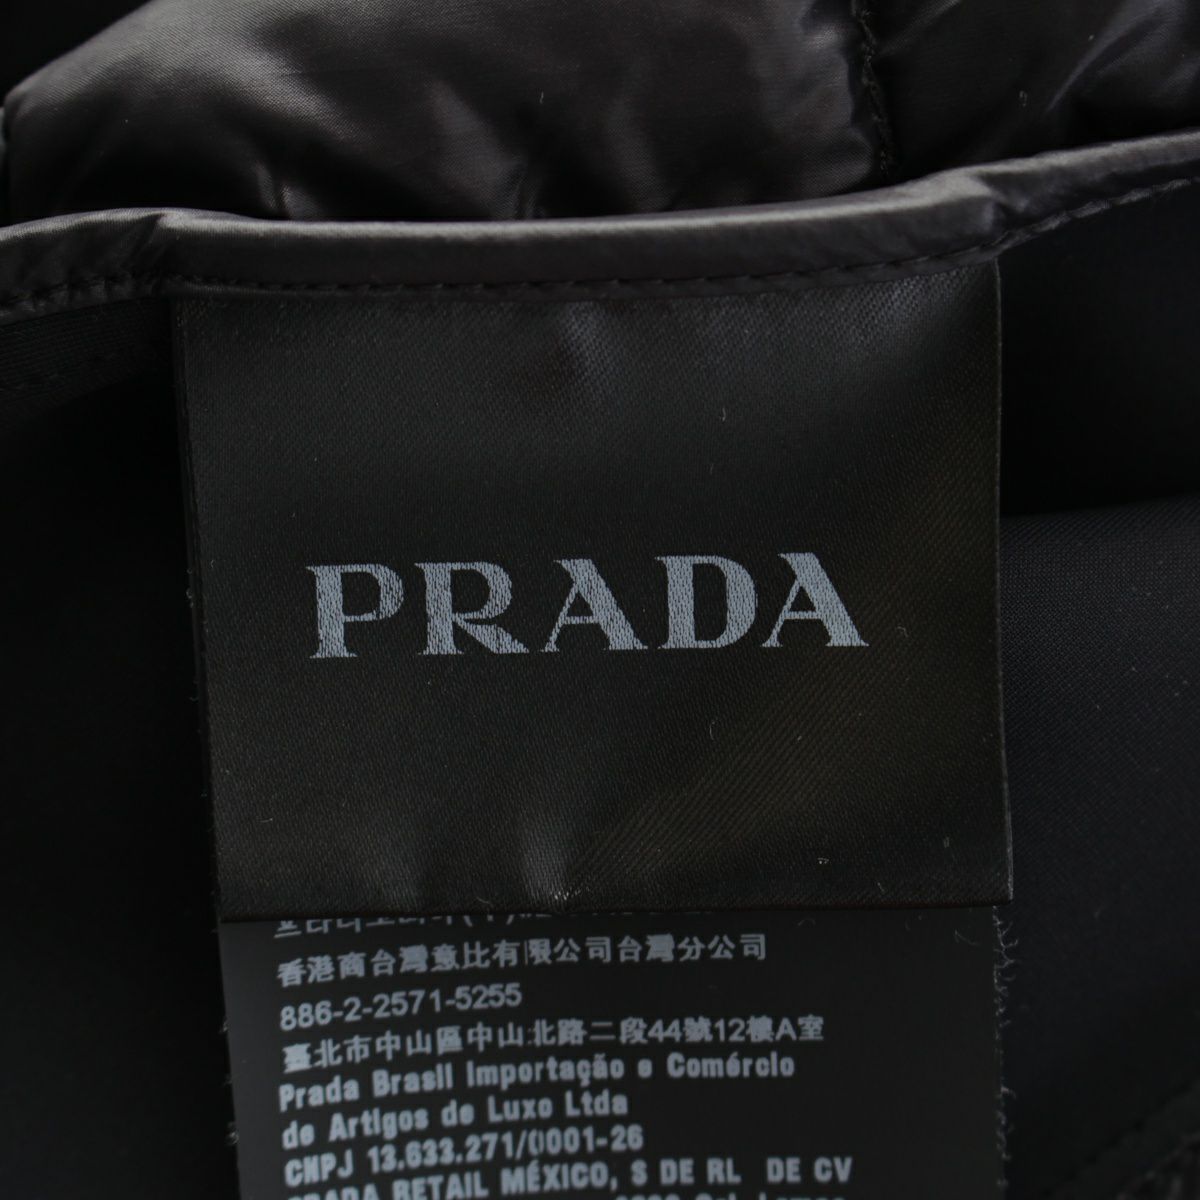 PRADA
香港商台灣意比有限公司台灣分公司
886-2-2571-5255
臺北市中山區中山北路二段44號12樓A室
Prada Brasil Importação e Comércio
de Artigos de Luxo Ltda
CNPJ 13.633.271/0001-26
PRADA RETAIL MÉXICO, S DE RL DE CV